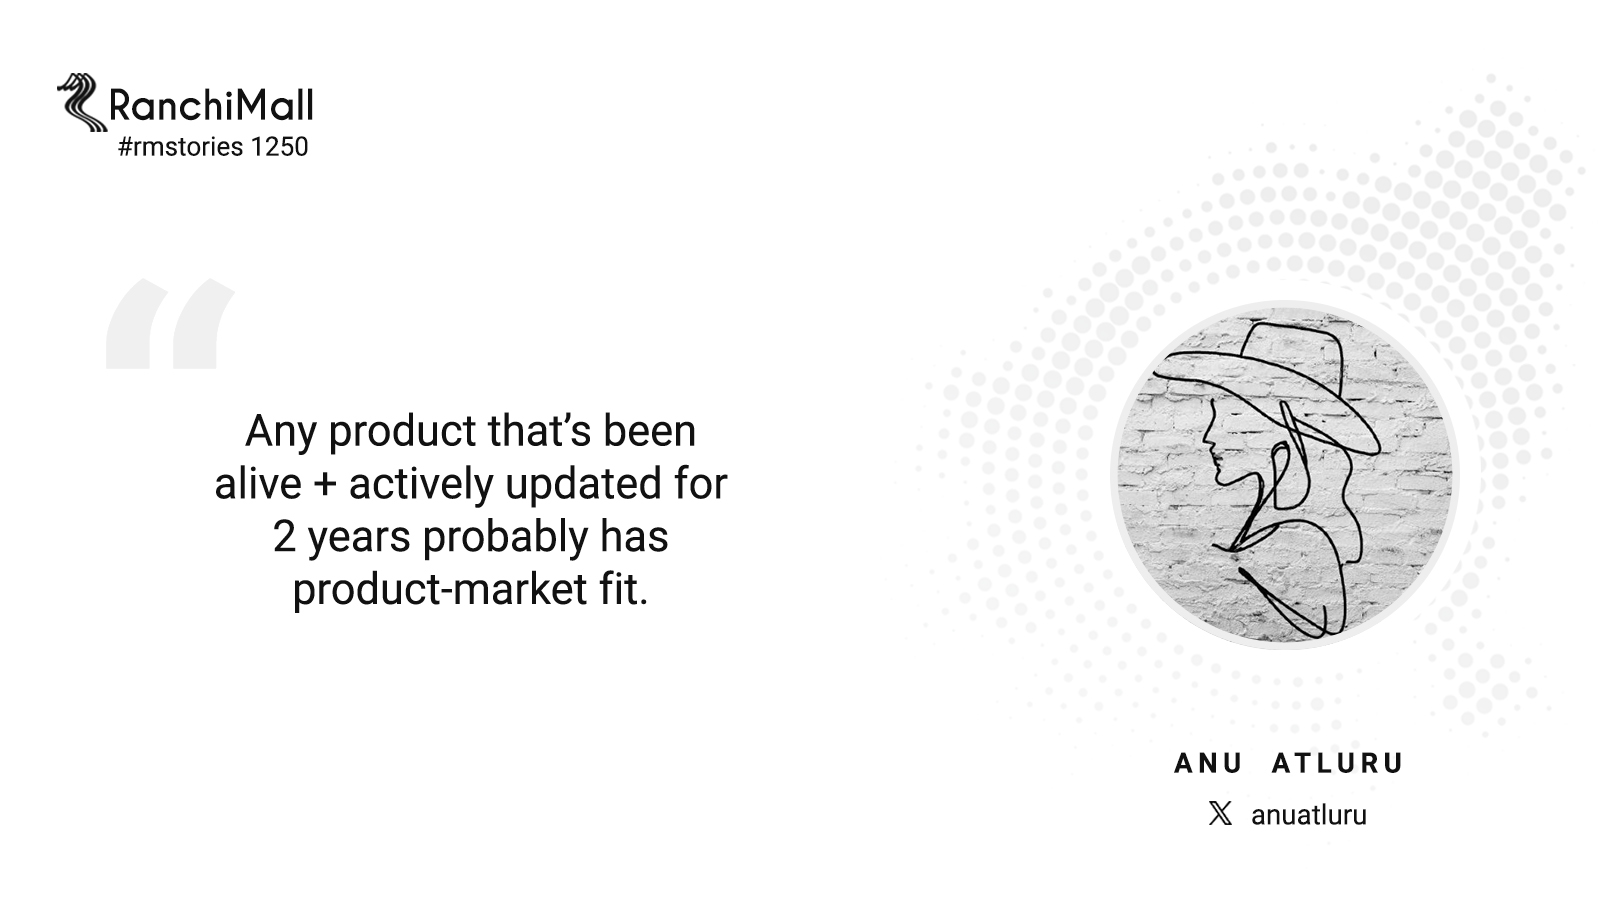 RanchiMall
#rmstories 1250
“
Any product that’s been
alive + actively updated for
2 years probably has
product-market fit.
ANU ATLURU
𝕏 anuatluru